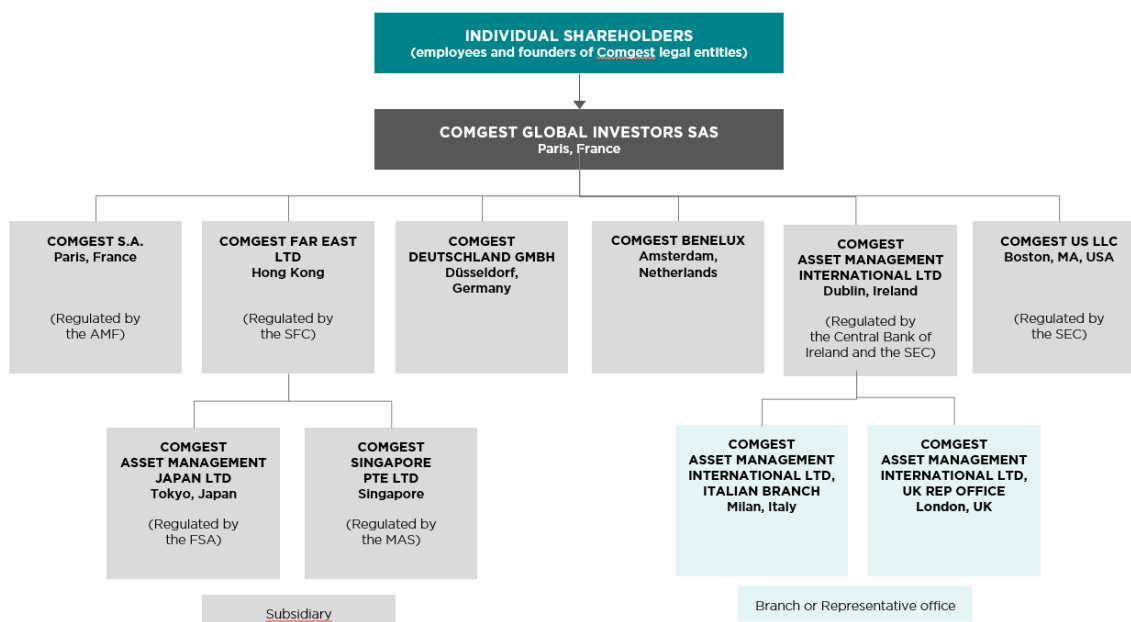 INDIVIDUAL SHAREHOLDERS
(employees and founders of Comgest legal entities)
COMGEST GLOBAL INVESTORS SAS
Paris, France
COMGEST S.A.
Paris, France
(Regulated by
the AMF)
COMGEST FAR EAST
LTD
Hong Kong
(Regulated by
the SFC)
COMGEST
DEUTSCHLAND GMBH
Düsseldorf,
Germany
COMGEST BENELUX
Amsterdam,
Netherlands
COMGEST
ASSET MANAGEMENT
INTERNATIONAL LTD
Dublin, Ireland
(Regulated by
the Central Bank of
Ireland and the SEC)
COMGEST US LLC
Boston, MA, USA
(Regulated by
the SEC)
COMGEST
ASSET MANAGEMENT
JAPAN LTD
Tokyo, Japan
(Regulated by
the FSA)
COMGEST
SINGAPORE
PTE LTD
Singapore
(Regulated by
the MAS)
COMGEST
ASSET MANAGEMENT
INTERNATIONAL LTD,
ITALIAN BRANCH
Milan, Italy
COMGEST
ASSET MANAGEMENT
INTERNATIONAL LTD,
UK REP OFFICE
London, UK
Subsidiary
Branch or Representative office